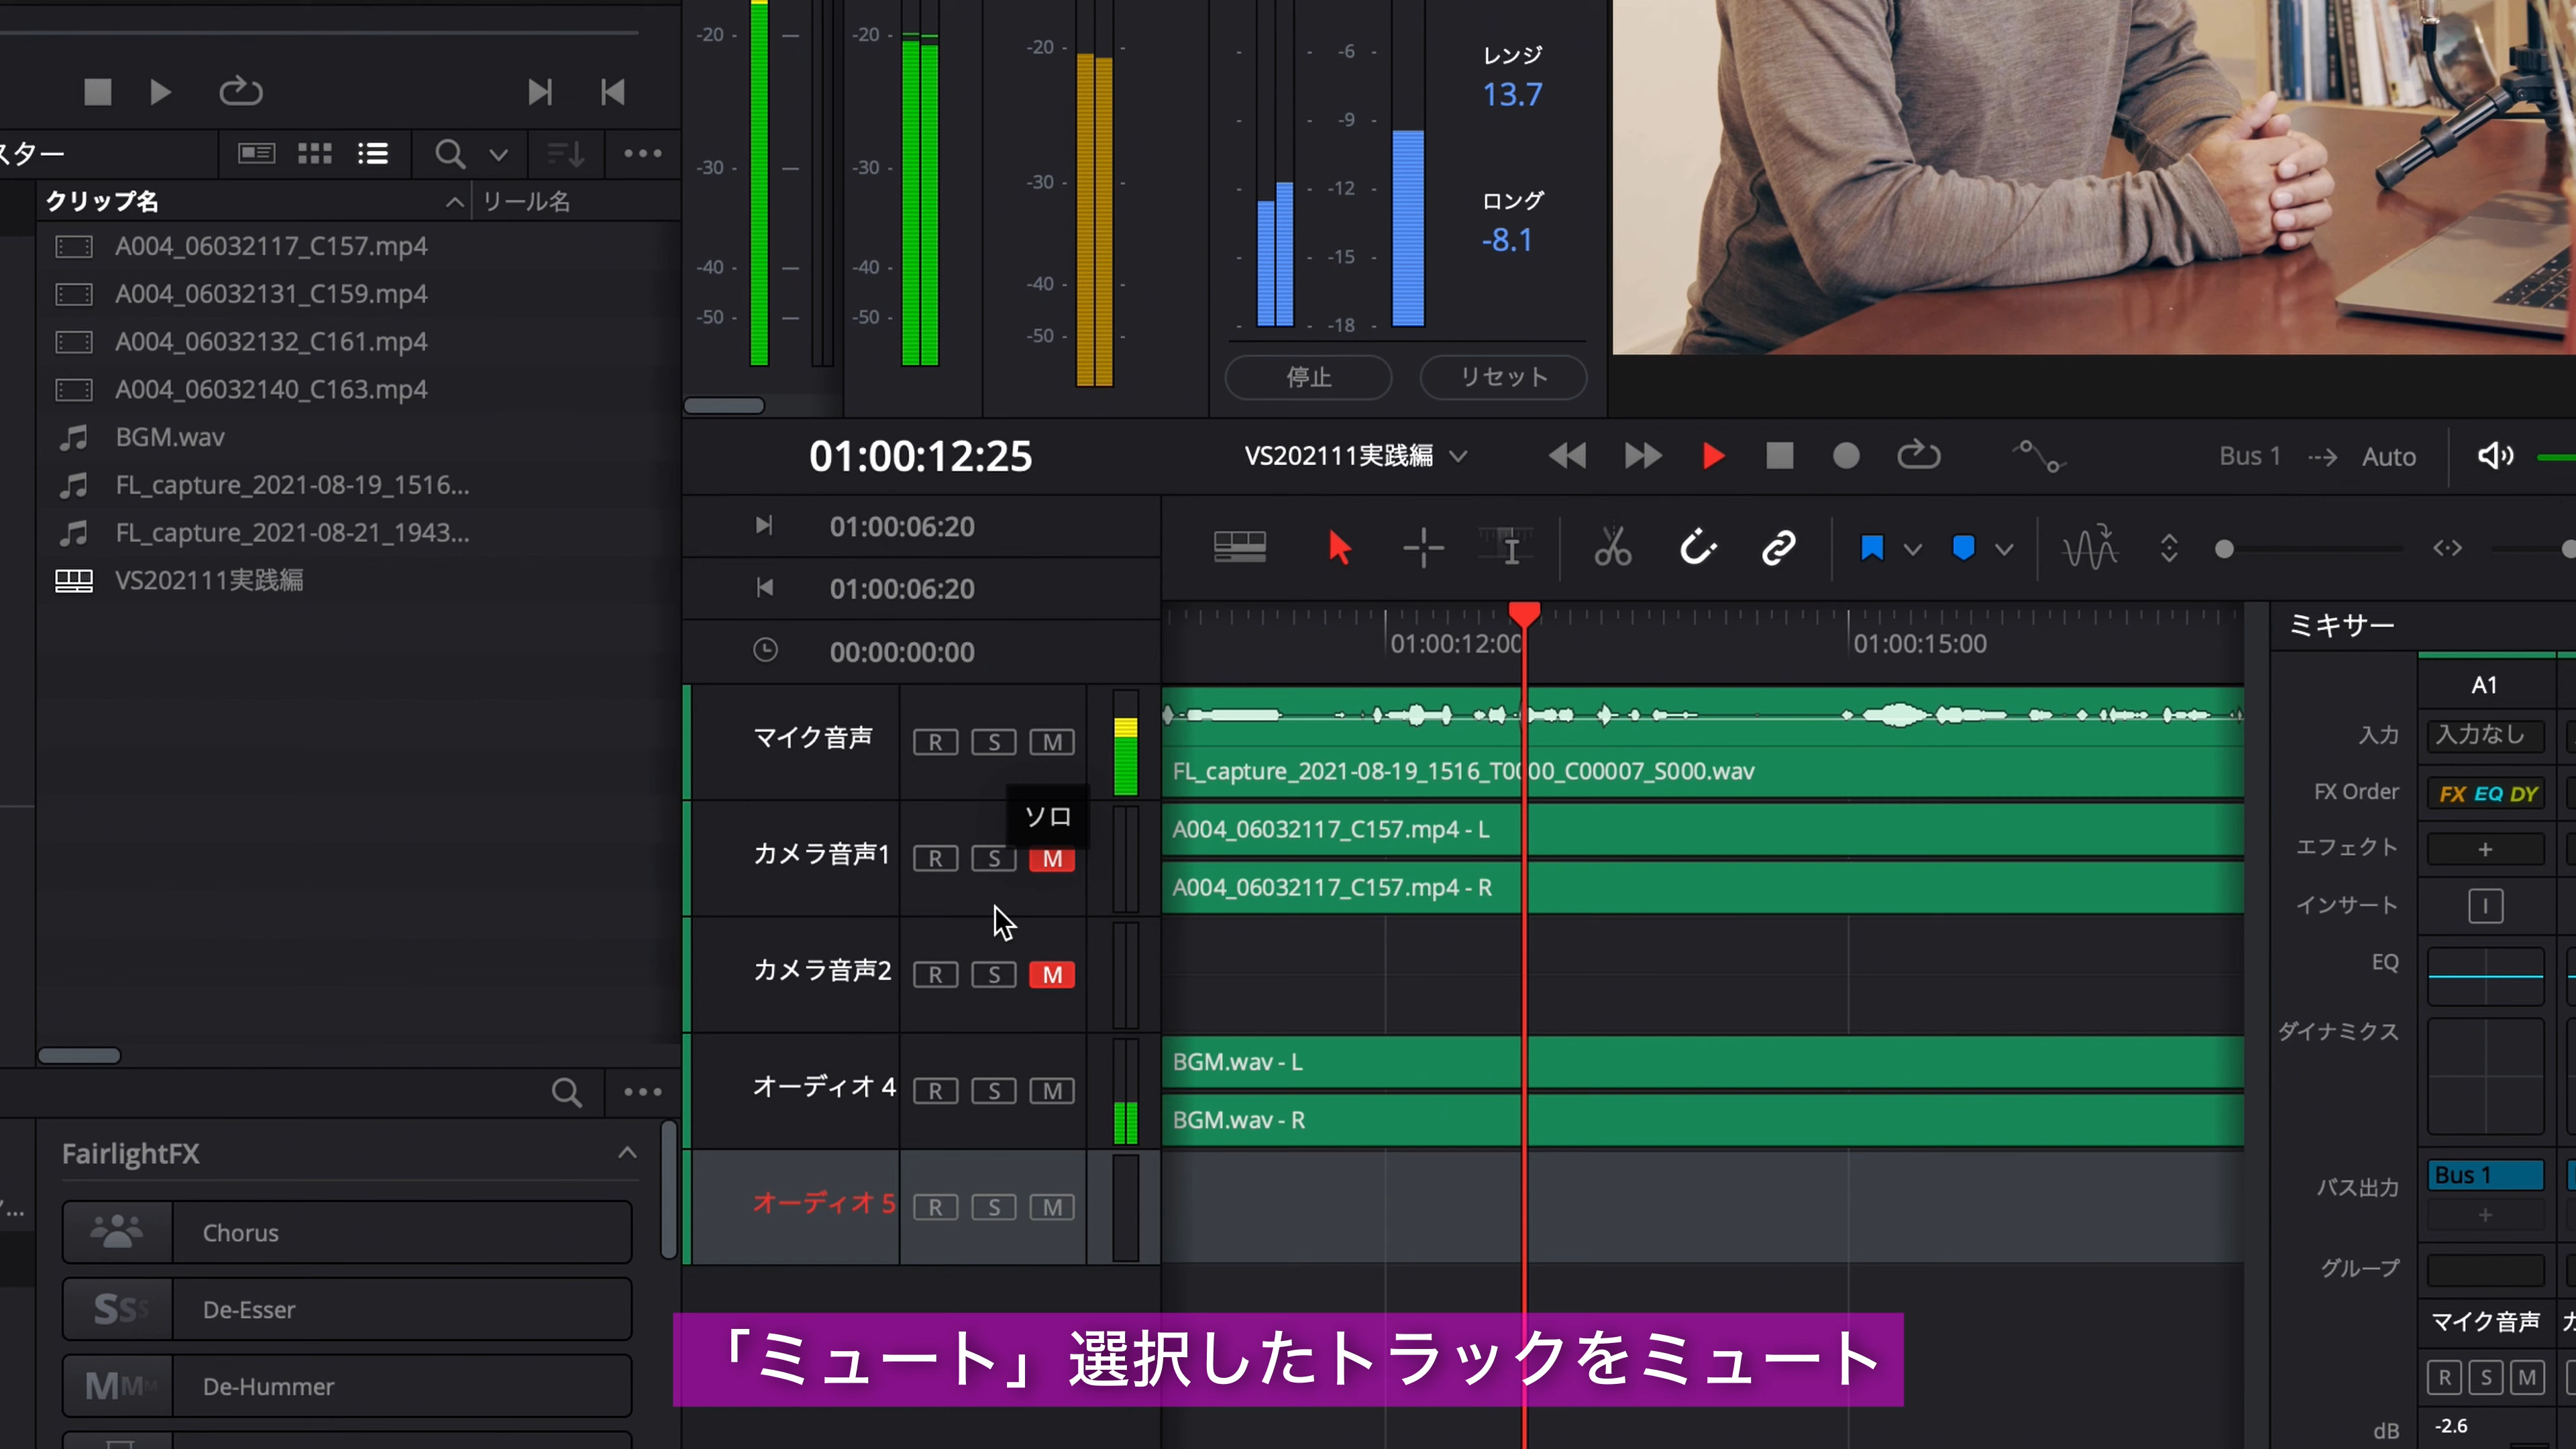 -20
-30
-40
-50
-20
-30
-40
-50
-20
-30
-40
-50
-6
-9
-12
-15
-18
レンジ
13.7
ロング
-8.1
停止
リセット
スター
クリップ名
リール名
A004_06032117_C157.mp4
A004_06032131_C159.mp4
A004_06032132_C161.mp4
A004_06032140_C163.mp4
BGM.wav
FL_capture_2021-08-19_1516...
FL_capture_2021-08-21_1943...
VS202111実践編
FairlightFX
Chorus
De-Esser
De-Hummer
01:00:12:25
VS202111実践編
Bus 1
Auto
01:00:06:20
01:00:06:20
00:00:00:00
01:00:12:00
01:00:15:00
マイク音声 R S M
FL_capture_2021-08-19_1516_T0000_C00007_S000.wav
ソロ
カメラ音声1 R S M
A004_06032117_C157.mp4 - L
A004_06032117_C157.mp4 - R
カメラ音声2 R S M
オーディオ 4 R S M
BGM.wav - L
BGM.wav - R
オーディオ 5 R S M
ミキサー
A1
入力 入力なし
FX Order FX EQ DY
エフェクト +
インサート I
EQ
ダイナミクス
バス出力 Bus 1
+
グループ
マイク音声
R S M
dB -2.6
「ミュート」選択したトラックをミュート